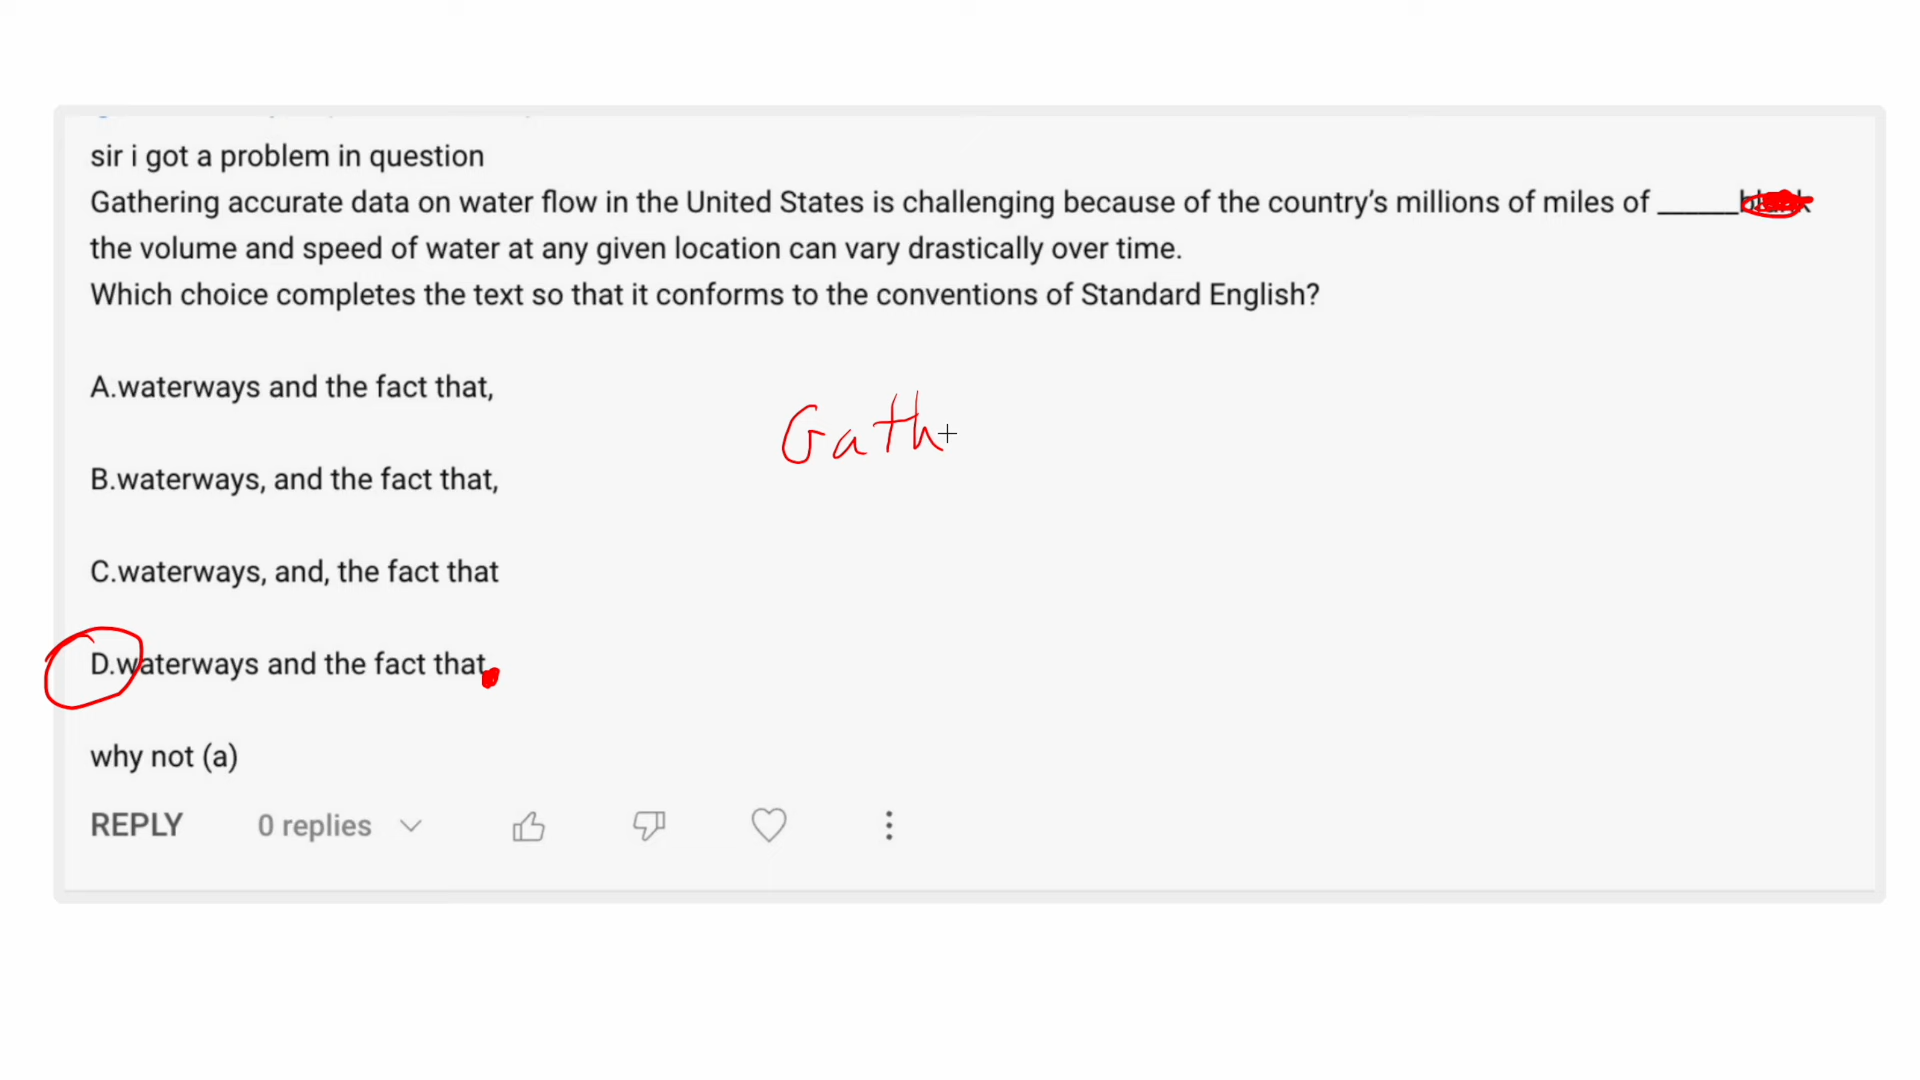 sir i got a problem in question
Gathering accurate data on water flow in the United States is challenging because of the country's millions of miles of ______
the volume and speed of water at any given location can vary drastically over time.
Which choice completes the text so that it conforms to the conventions of Standard English?
A.waterways and the fact that,
Gath
B.waterways, and the fact that,
C.waterways, and, the fact that
D.waterways and the fact that
why not (a)
REPLY 0 replies